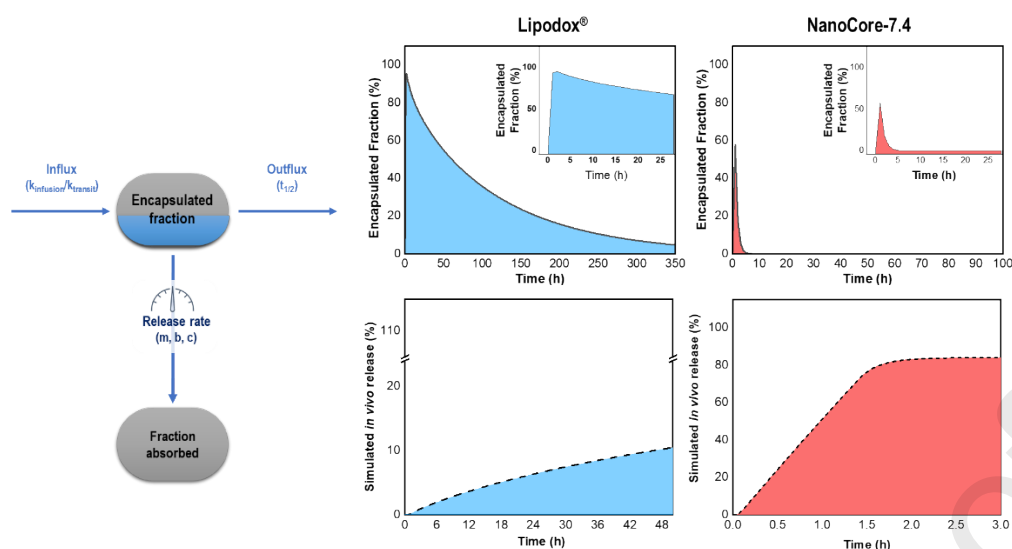 Lipodox®
NanoCore-7.4
Influx
(k_infusion/k_transit)
Outflux
(t_1/2)
Encapsulated
fraction
Release rate
(m, b, c)
Fraction
absorbed
Encapsulated Fraction (%)
100
80
60
40
20
0
0 50 100 150 200 250 300 350
Time (h)
Encapsulated
Fraction (%)
100
50
0
0 5 10 15 20 25
Time (h)
Encapsulated Fraction (%)
100
80
60
40
20
0
0 10 20 30 40 50 60 70 80 90 100
Time (h)
Encapsulated
Fraction (%)
100
50
0
0 5 10 15 20 25
Time (h)
Simulated in vivo release (%)
110
20
10
0
0 6 12 18 24 30 36 42 48
Time (h)
Simulated in vivo release (%)
100
80
60
40
20
0
0.0 0.5 1.0 1.5 2.0 2.5 3.0
Time (h)